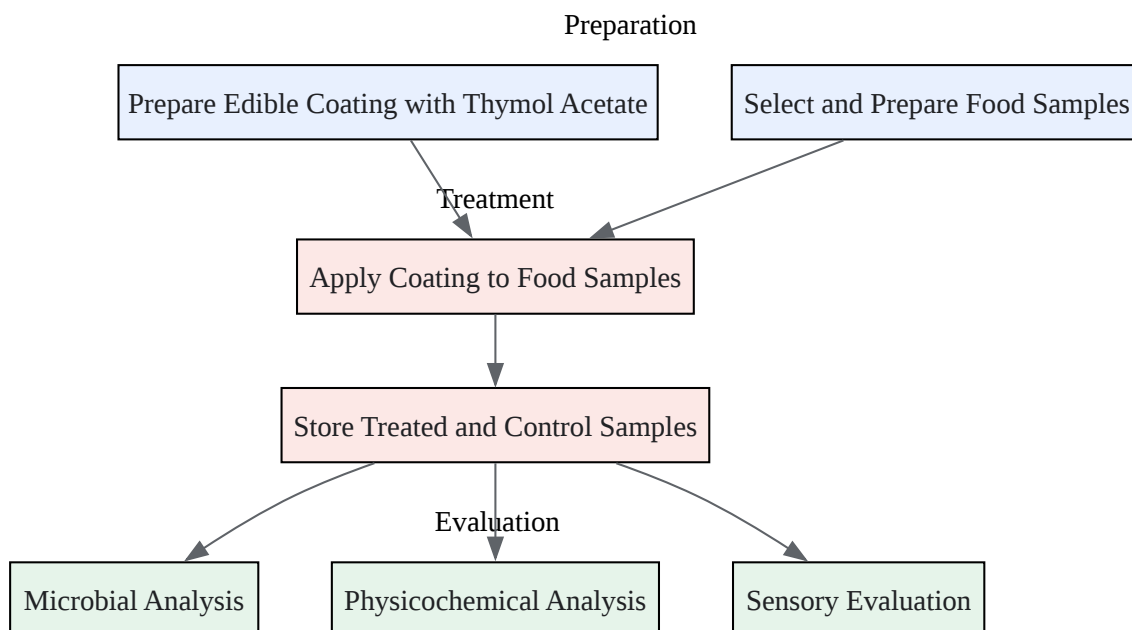 Preparation
Prepare Edible Coating with Thymol Acetate
Select and Prepare Food Samples
Treatment
Apply Coating to Food Samples
Store Treated and Control Samples
Evaluation
Microbial Analysis
Physicochemical Analysis
Sensory Evaluation